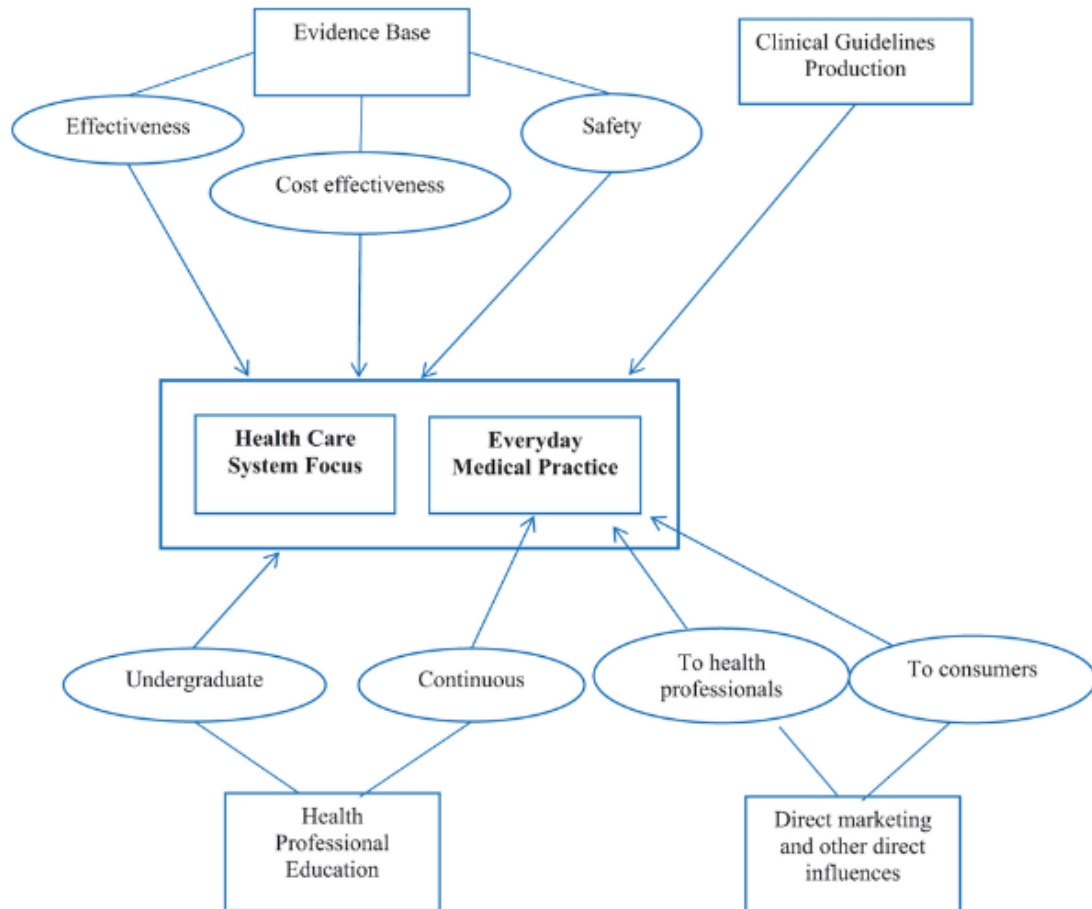 Evidence Base
Clinical Guidelines
Production
Effectiveness
Safety
Cost effectiveness
Health Care
System Focus
Everyday
Medical Practice
Undergraduate
Continuous
To health
professionals
To consumers
Health
Professional
Education
Direct marketing
and other direct
influences